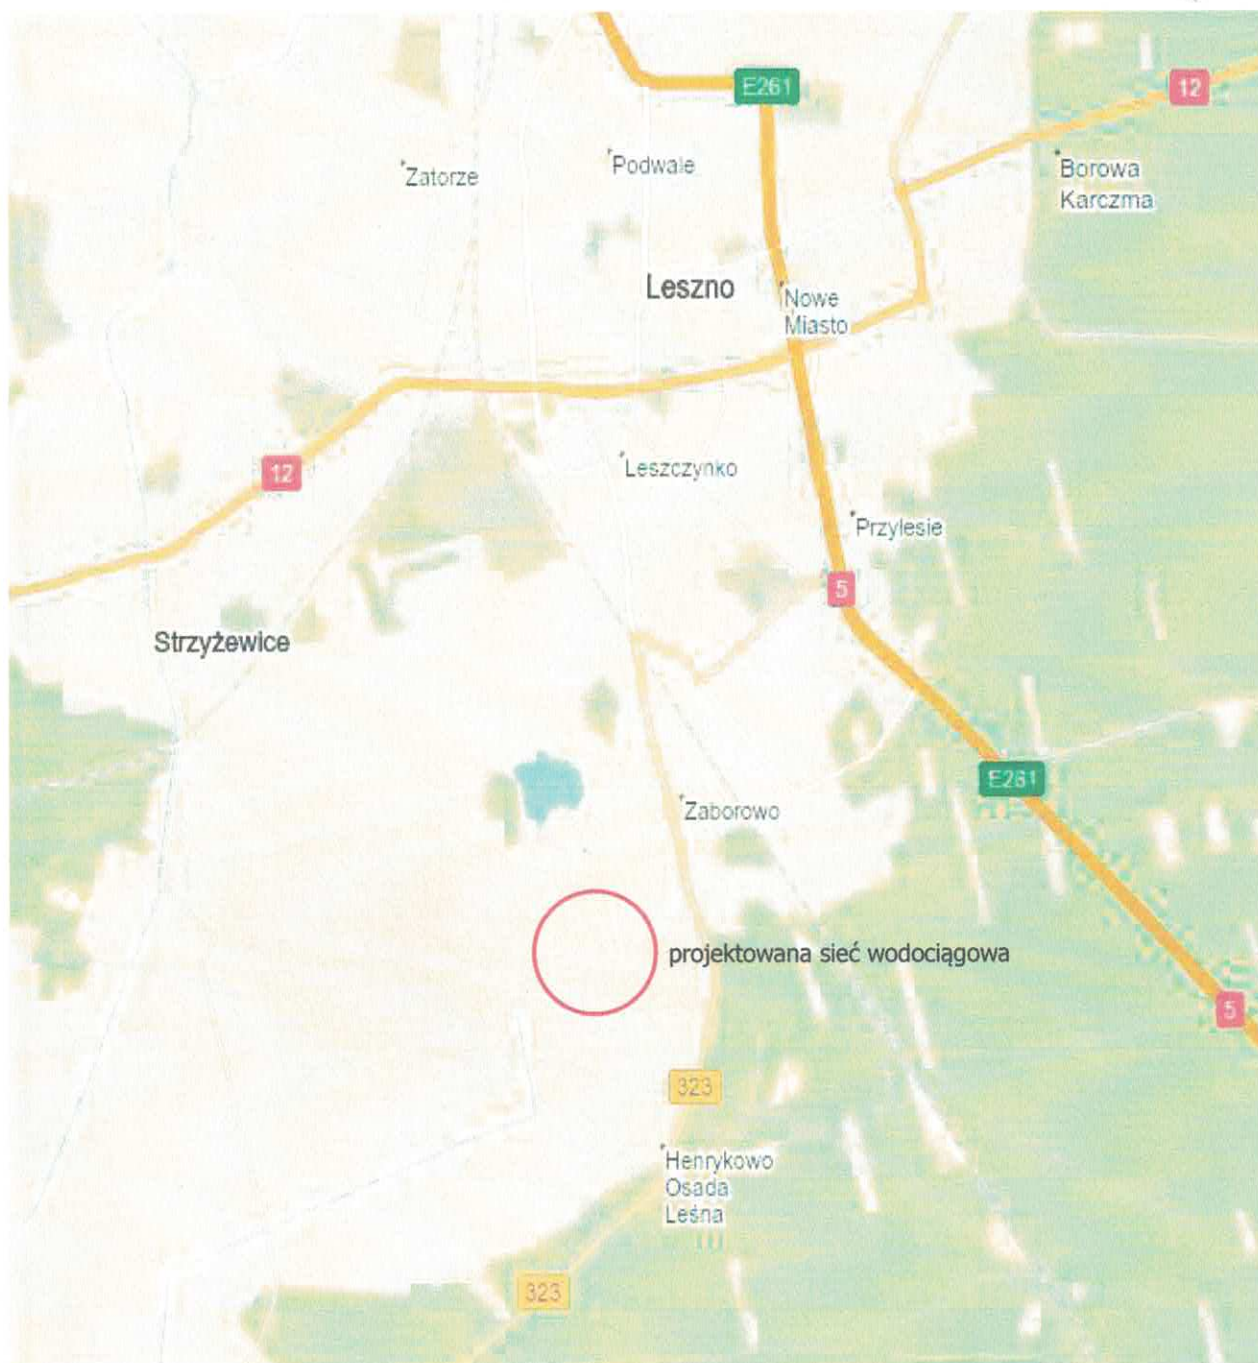 E261
12
Podwale
Zatorze
Borowa
Karczma
Leszno
Nowe
Miasto
Leszczynko
12
Przylesie
5
Strzyżewice
E261
Zaborowo
projektowana sieć wodociągowa
5
323
Henrykowo
Osada
Leśna
323